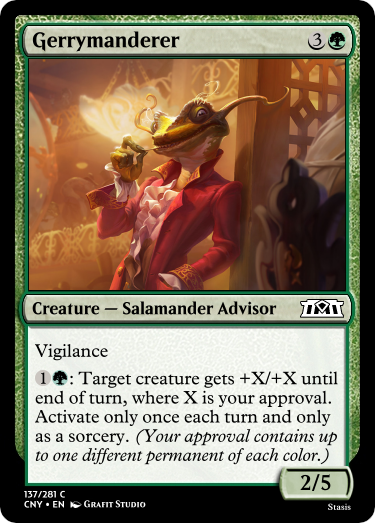 Gerrymanderer 3
Creature — Salamander Advisor
Vigilance
1: Target creature gets +X/+X until
end of turn, where X is your approval.
Activate only once each turn and only
as a sorcery. (Your approval contains up
to one different permanent of each color.)
2/5
137/281 C
CNY • EN Grafit Studio
Stasis